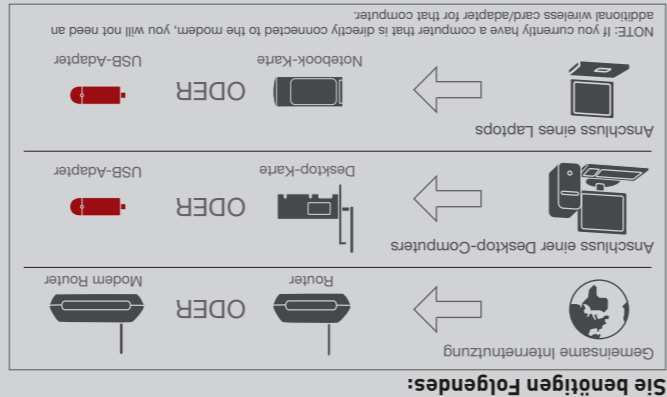 Sie benötigen Folgendes:
Gemeinsame Internetnutzung
Router
ODER
Modem Router
Anschluss einer Desktop-Computers
Desktop-Karte
ODER
USB-Adapter
Anschluss eines Laptops
Notebook-Karte
ODER
USB-Adapter
NOTE: If you currently have a computer that is directly connected to the modem, you will not need an
additional wireless card/adapter for that computer.